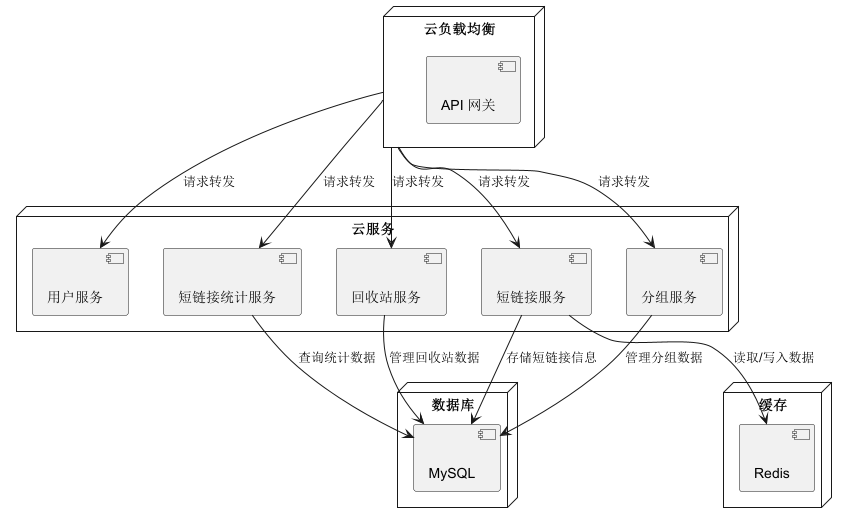 云负载均衡
API 网关
请求转发
请求转发
请求转发
请求转发
请求转发
云服务
用户服务
短链接统计服务
回收站服务
短链接服务
分组服务
查询统计数据
管理回收站数据
存储短链接信息
管理分组数据
读取/写入数据
数据库
缓存
MySQL
Redis